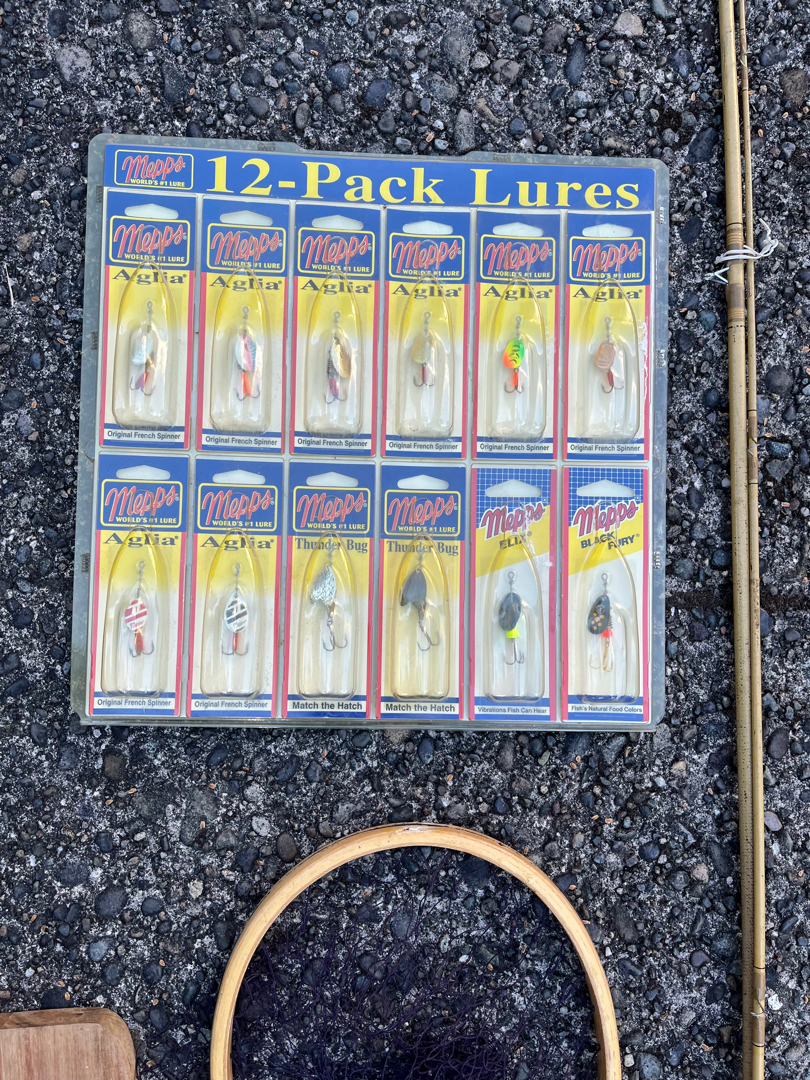 Mepps®
WORLD'S #1 LURE
12-Pack Lures
Mepps®
WORLD'S #1 LURE
Aglia®
Original French Spinner
Mepps®
WORLD'S #1 LURE
Aglia®
Original French Spinner
Mepps®
WORLD'S #1 LURE
Aglia®
Original French Spinner
Mepps®
WORLD'S #1 LURE
Aglia®
Original French Spinner
Mepps®
WORLD'S #1 LURE
Aglia®
Original French Spinner
Mepps®
WORLD'S #1 LURE
Aglia®
Original French Spinner
Mepps®
WORLD'S #1 LURE
Aglia®
Original French Spinner
Mepps®
WORLD'S #1 LURE
Aglia®
Original French Spinner
Mepps®
WORLD'S #1 LURE
Thunder Bug
Match the Hatch
Mepps®
WORLD'S #1 LURE
Thunder Bug
Match the Hatch
Mepps®
Vibrations Fish Can Hear
Mepps®
BLACK FURY®
Fish's Natural Food Colors